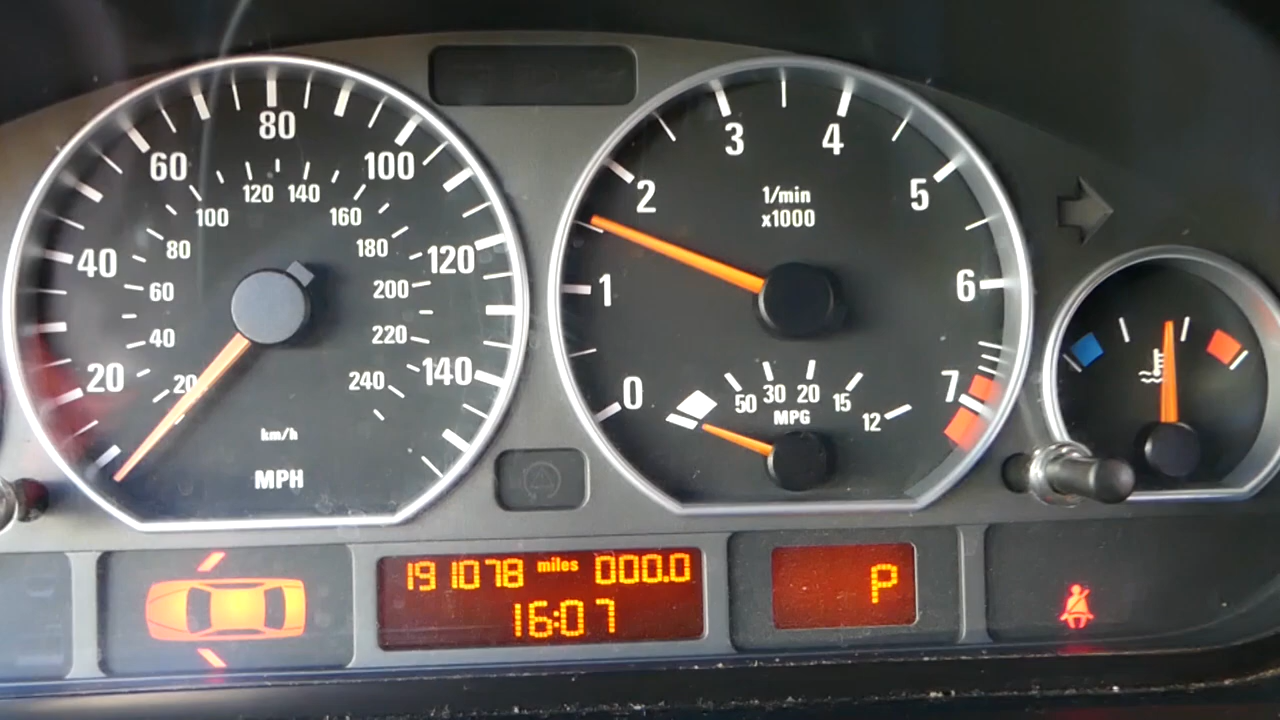 20 40 60 80 100 120 140
20 40 60 80 100 120 140 160 180 200 220 240
km/h
MPH
0 1 2 3 4 5 6 7
1/min
x1000
50 30 20 15 12
MPG
191078 miles 000.0
16:07
P